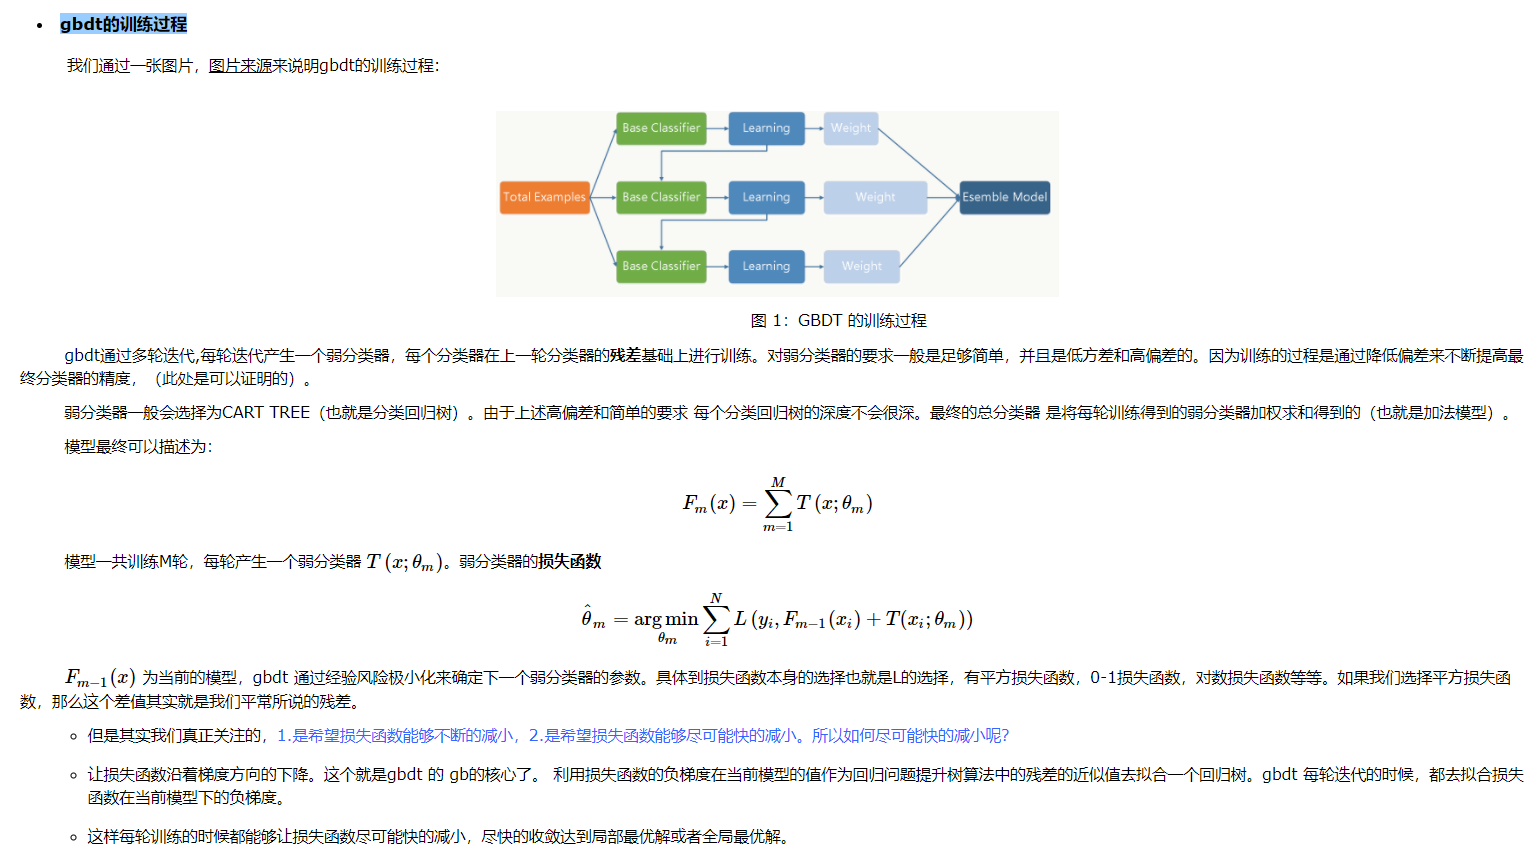 gbdt的训练过程
我们通过一张图片，图片来源来说明gbdt的训练过程：
Base Classifier Learning Weight
Total Examples Base Classifier Learning Weight Esemble Model
Base Classifier Learning Weight
图 1：GBDT 的训练过程
gbdt通过多轮迭代,每轮迭代产生一个弱分类器，每个分类器在上一轮分类器的残差基础上进行训练。对弱分类器的要求一般是足够简单，并且是低方差和高偏差的。因为训练的过程是通过降低偏差来不断提高最
终分类器的精度，（此处是可以证明的）。
弱分类器一般会选择为CART TREE（也就是分类回归树）。由于上述高偏差和简单的要求 每个分类回归树的深度不会很深。最终的总分类器 是将每轮训练得到的弱分类器加权求和得到的（也就是加法模型）。
模型最终可以描述为：
$F_m(x) = \sum_{m=1}^{M} T(x;\theta_m)$
模型一共训练M轮，每轮产生一个弱分类器 $T(x;\theta_m)$。弱分类器的损失函数
$\hat{\theta}_m = \underset{\theta_m}{\arg\min} \sum_{i=1}^{N} L(y_i, F_{m-1}(x_i) + T(x_i;\theta_m))$
$F_{m-1}(x)$ 为当前的模型，gbdt 通过经验风险极小化来确定下一个弱分类器的参数。具体到损失函数本身的选择也就是L的选择，有平方损失函数，0-1损失函数，对数损失函数等等。如果我们选择平方损失函
数，那么这个差值其实就是我们平常所说的残差。
但是其实我们真正关注的，1.是希望损失函数能够不断的减小，2.是希望损失函数能够尽可能快的减小。所以如何尽可能快的减小呢？
让损失函数沿着梯度方向的下降。这个就是gbdt 的 gb的核心了。 利用损失函数的负梯度在当前模型的值作为回归问题提升树算法中的残差的近似值去拟合一个回归树。gbdt 每轮迭代的时候，都去拟合损失
函数在当前模型下的负梯度。
这样每轮训练的时候都能够让损失函数尽可能快的减小，尽快的收敛达到局部最优解或者全局最优解。